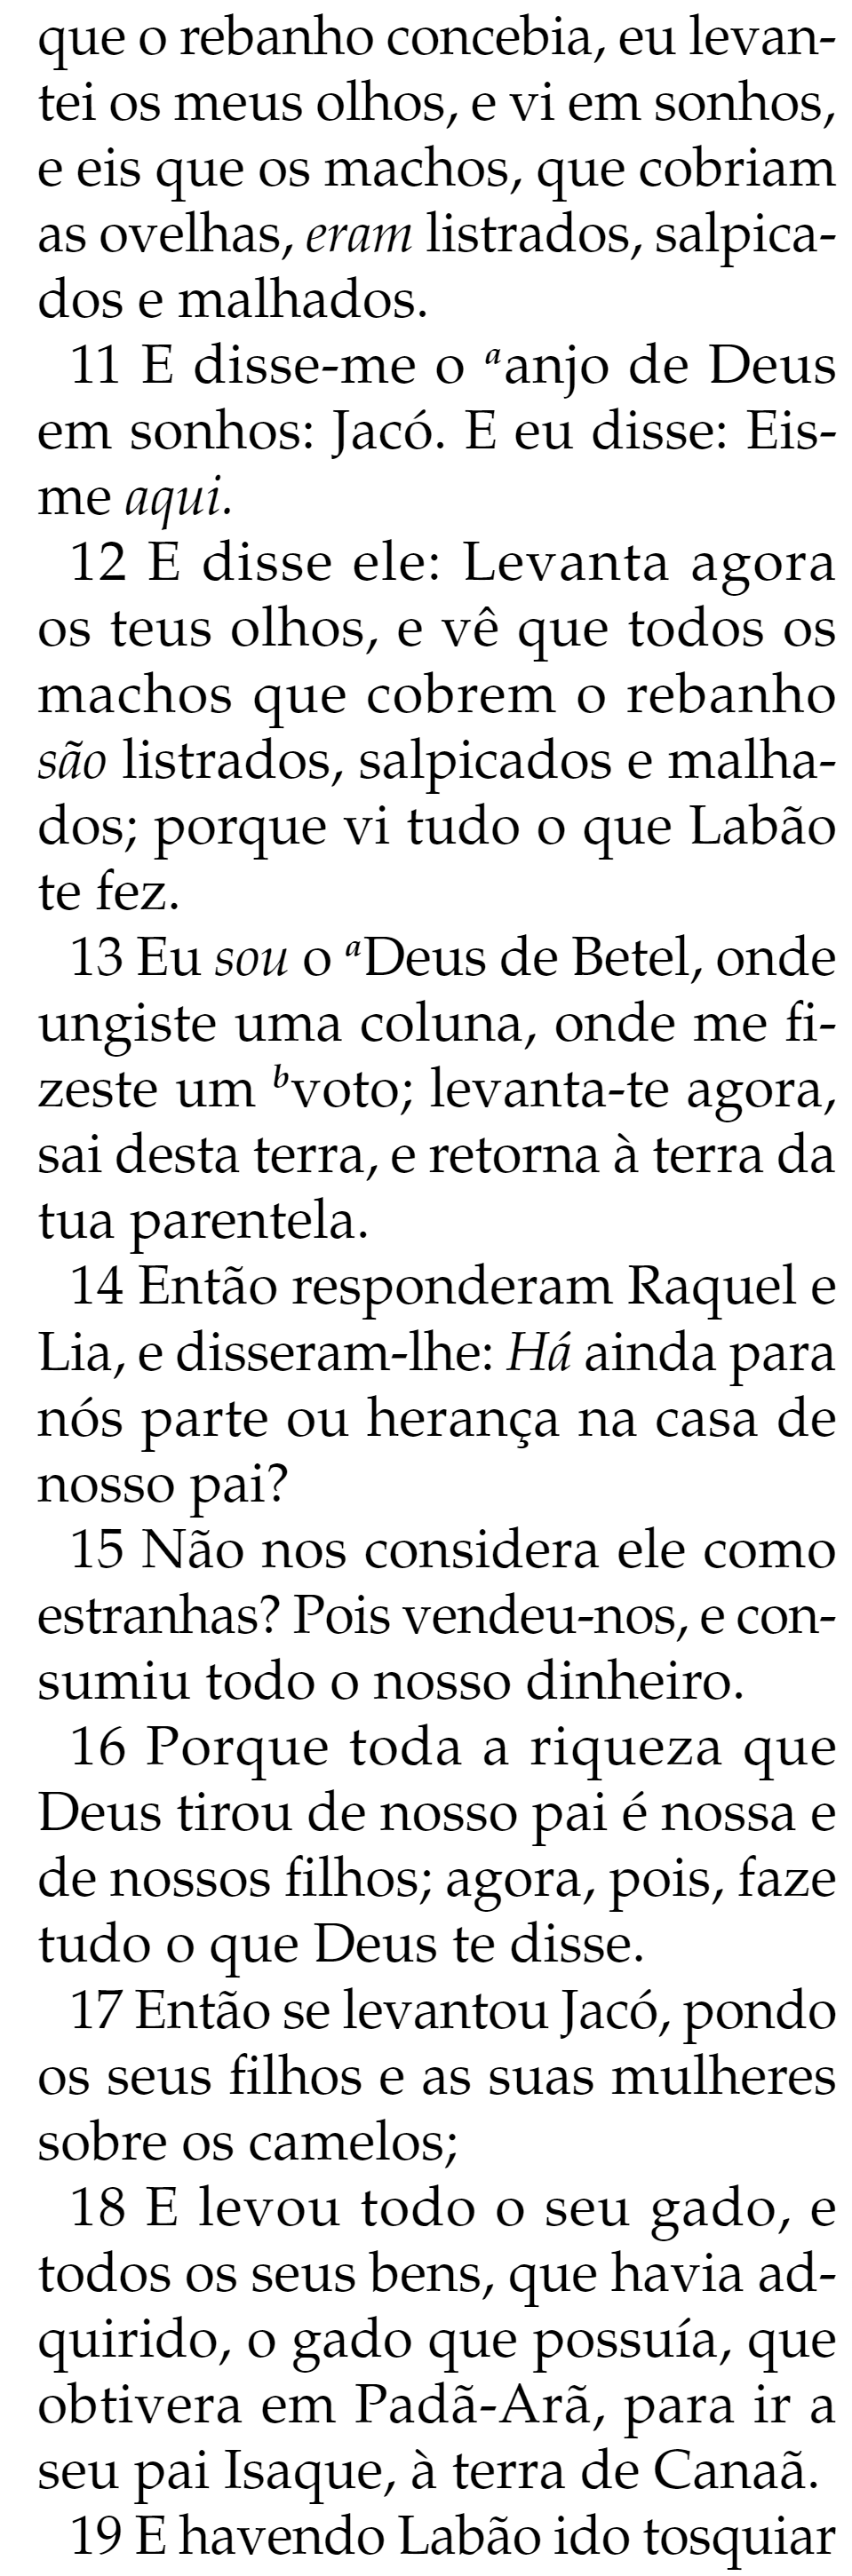 que o rebanho concebia, eu levan-
tei os meus olhos, e vi em sonhos,
e eis que os machos, que cobriam
as ovelhas, eram listrados, salpica-
dos e malhados.
11 E disse-me o ᵃanjo de Deus
em sonhos: Jacó. E eu disse: Eis-
me aqui.
12 E disse ele: Levanta agora
os teus olhos, e vê que todos os
machos que cobrem o rebanho
são listrados, salpicados e malha-
dos; porque vi tudo o que Labão
te fez.
13 Eu sou o ᵃDeus de Betel, onde
ungiste uma coluna, onde me fi-
zeste um ᵇvoto; levanta-te agora,
sai desta terra, e retorna à terra da
tua parentela.
14 Então responderam Raquel e
Lia, e disseram-lhe: Há ainda para
nós parte ou herança na casa de
nosso pai?
15 Não nos considera ele como
estranhas? Pois vendeu-nos, e con-
sumiu todo o nosso dinheiro.
16 Porque toda a riqueza que
Deus tirou de nosso pai é nossa e
de nossos filhos; agora, pois, faze
tudo o que Deus te disse.
17 Então se levantou Jacó, pondo
os seus filhos e as suas mulheres
sobre os camelos;
18 E levou todo o seu gado, e
todos os seus bens, que havia ad-
quirido, o gado que possuía, que
obtivera em Padã-Arã, para ir a
seu pai Isaque, à terra de Canaã.
19 E havendo Labão ido tosquiar